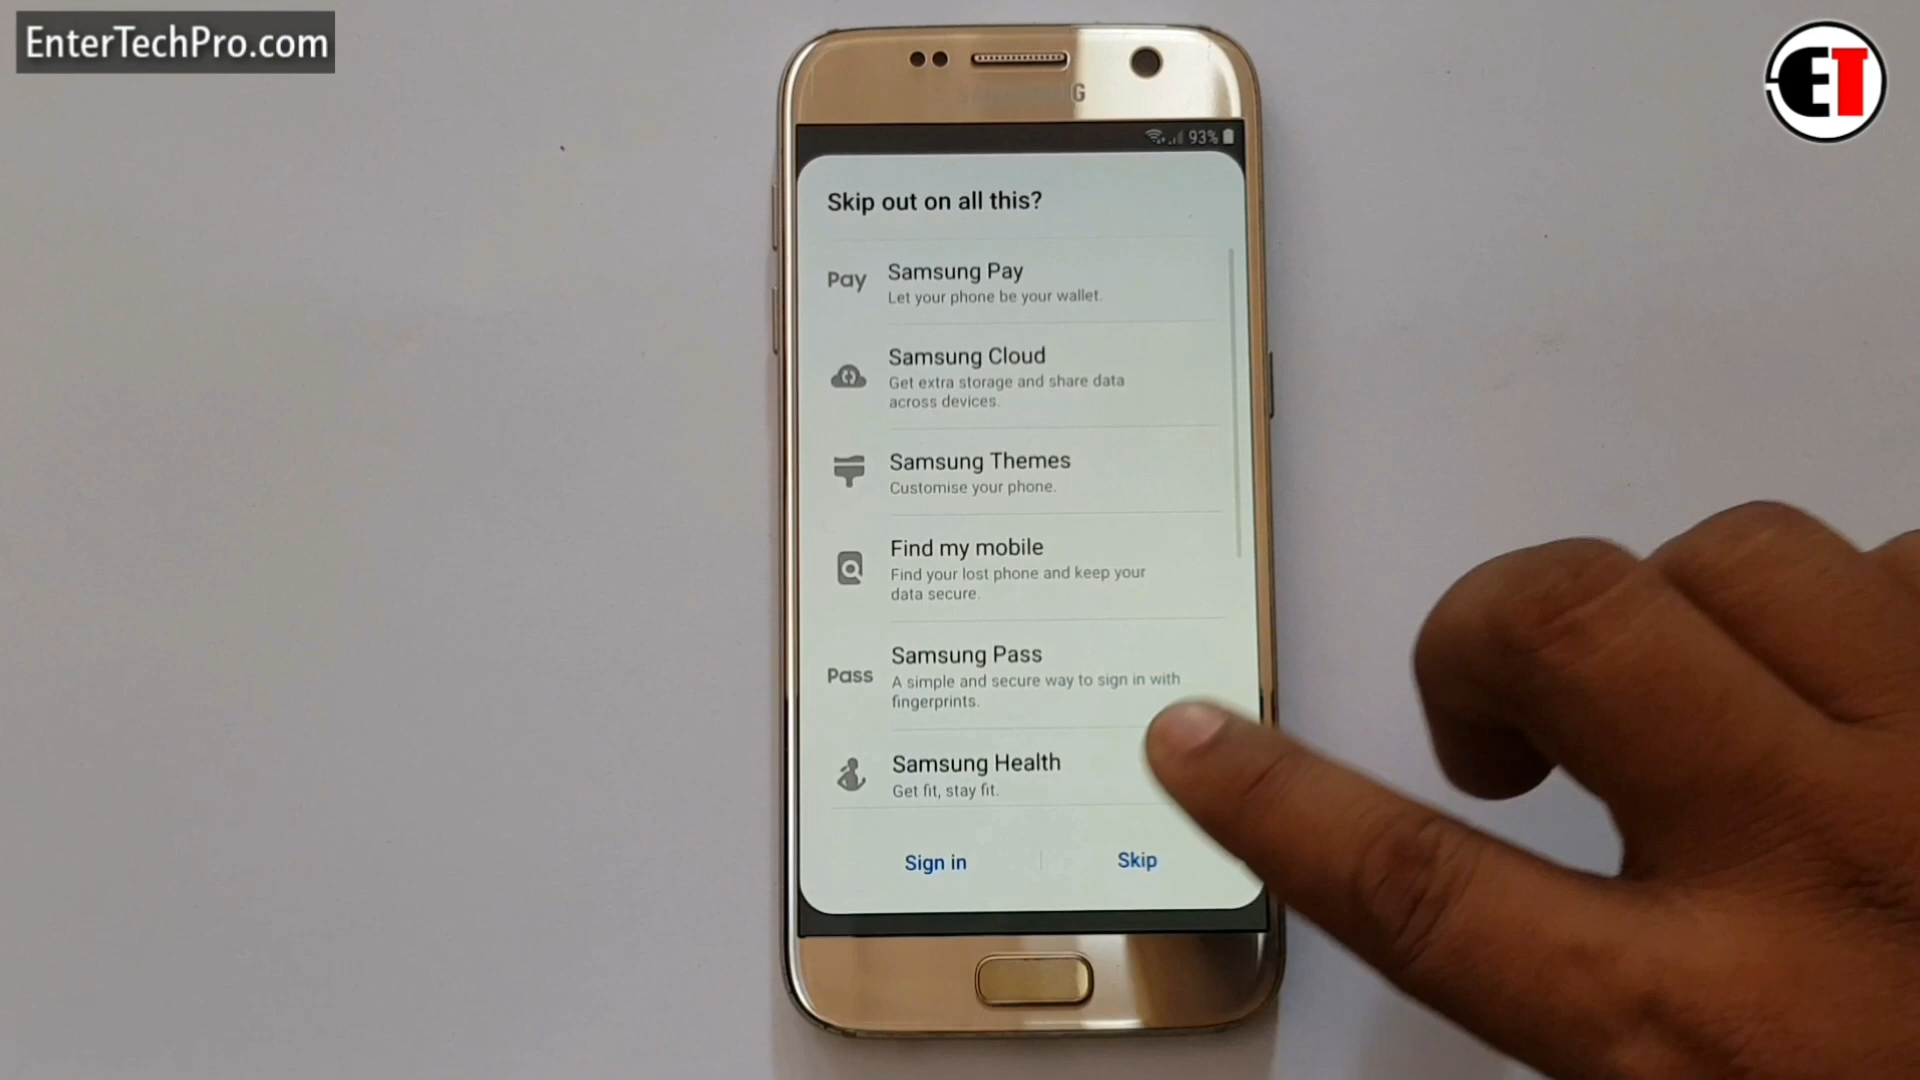 EnterTechPro.com
ET
SAMSUNG
93%
Skip out on all this?
Pay
Samsung Pay
Let your phone be your wallet.
Samsung Cloud
Get extra storage and share data
across devices.
Samsung Themes
Customise your phone.
Find my mobile
Find your lost phone and keep your
data secure.
Pass
Samsung Pass
A simple and secure way to sign in with
fingerprints.
Samsung Health
Get fit, stay fit.
Sign in
Skip